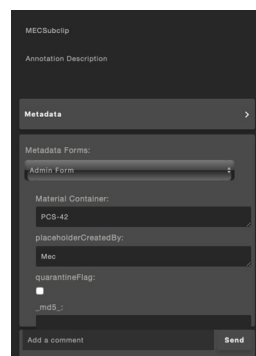 MECSubclip
Annotation Description
Metadata
Metadata Forms:
Admin Form
Material Container:
PCS-42
placeholderCreatedBy:
Mec
quarantineFlag:
_md5_:
Add a comment
Send